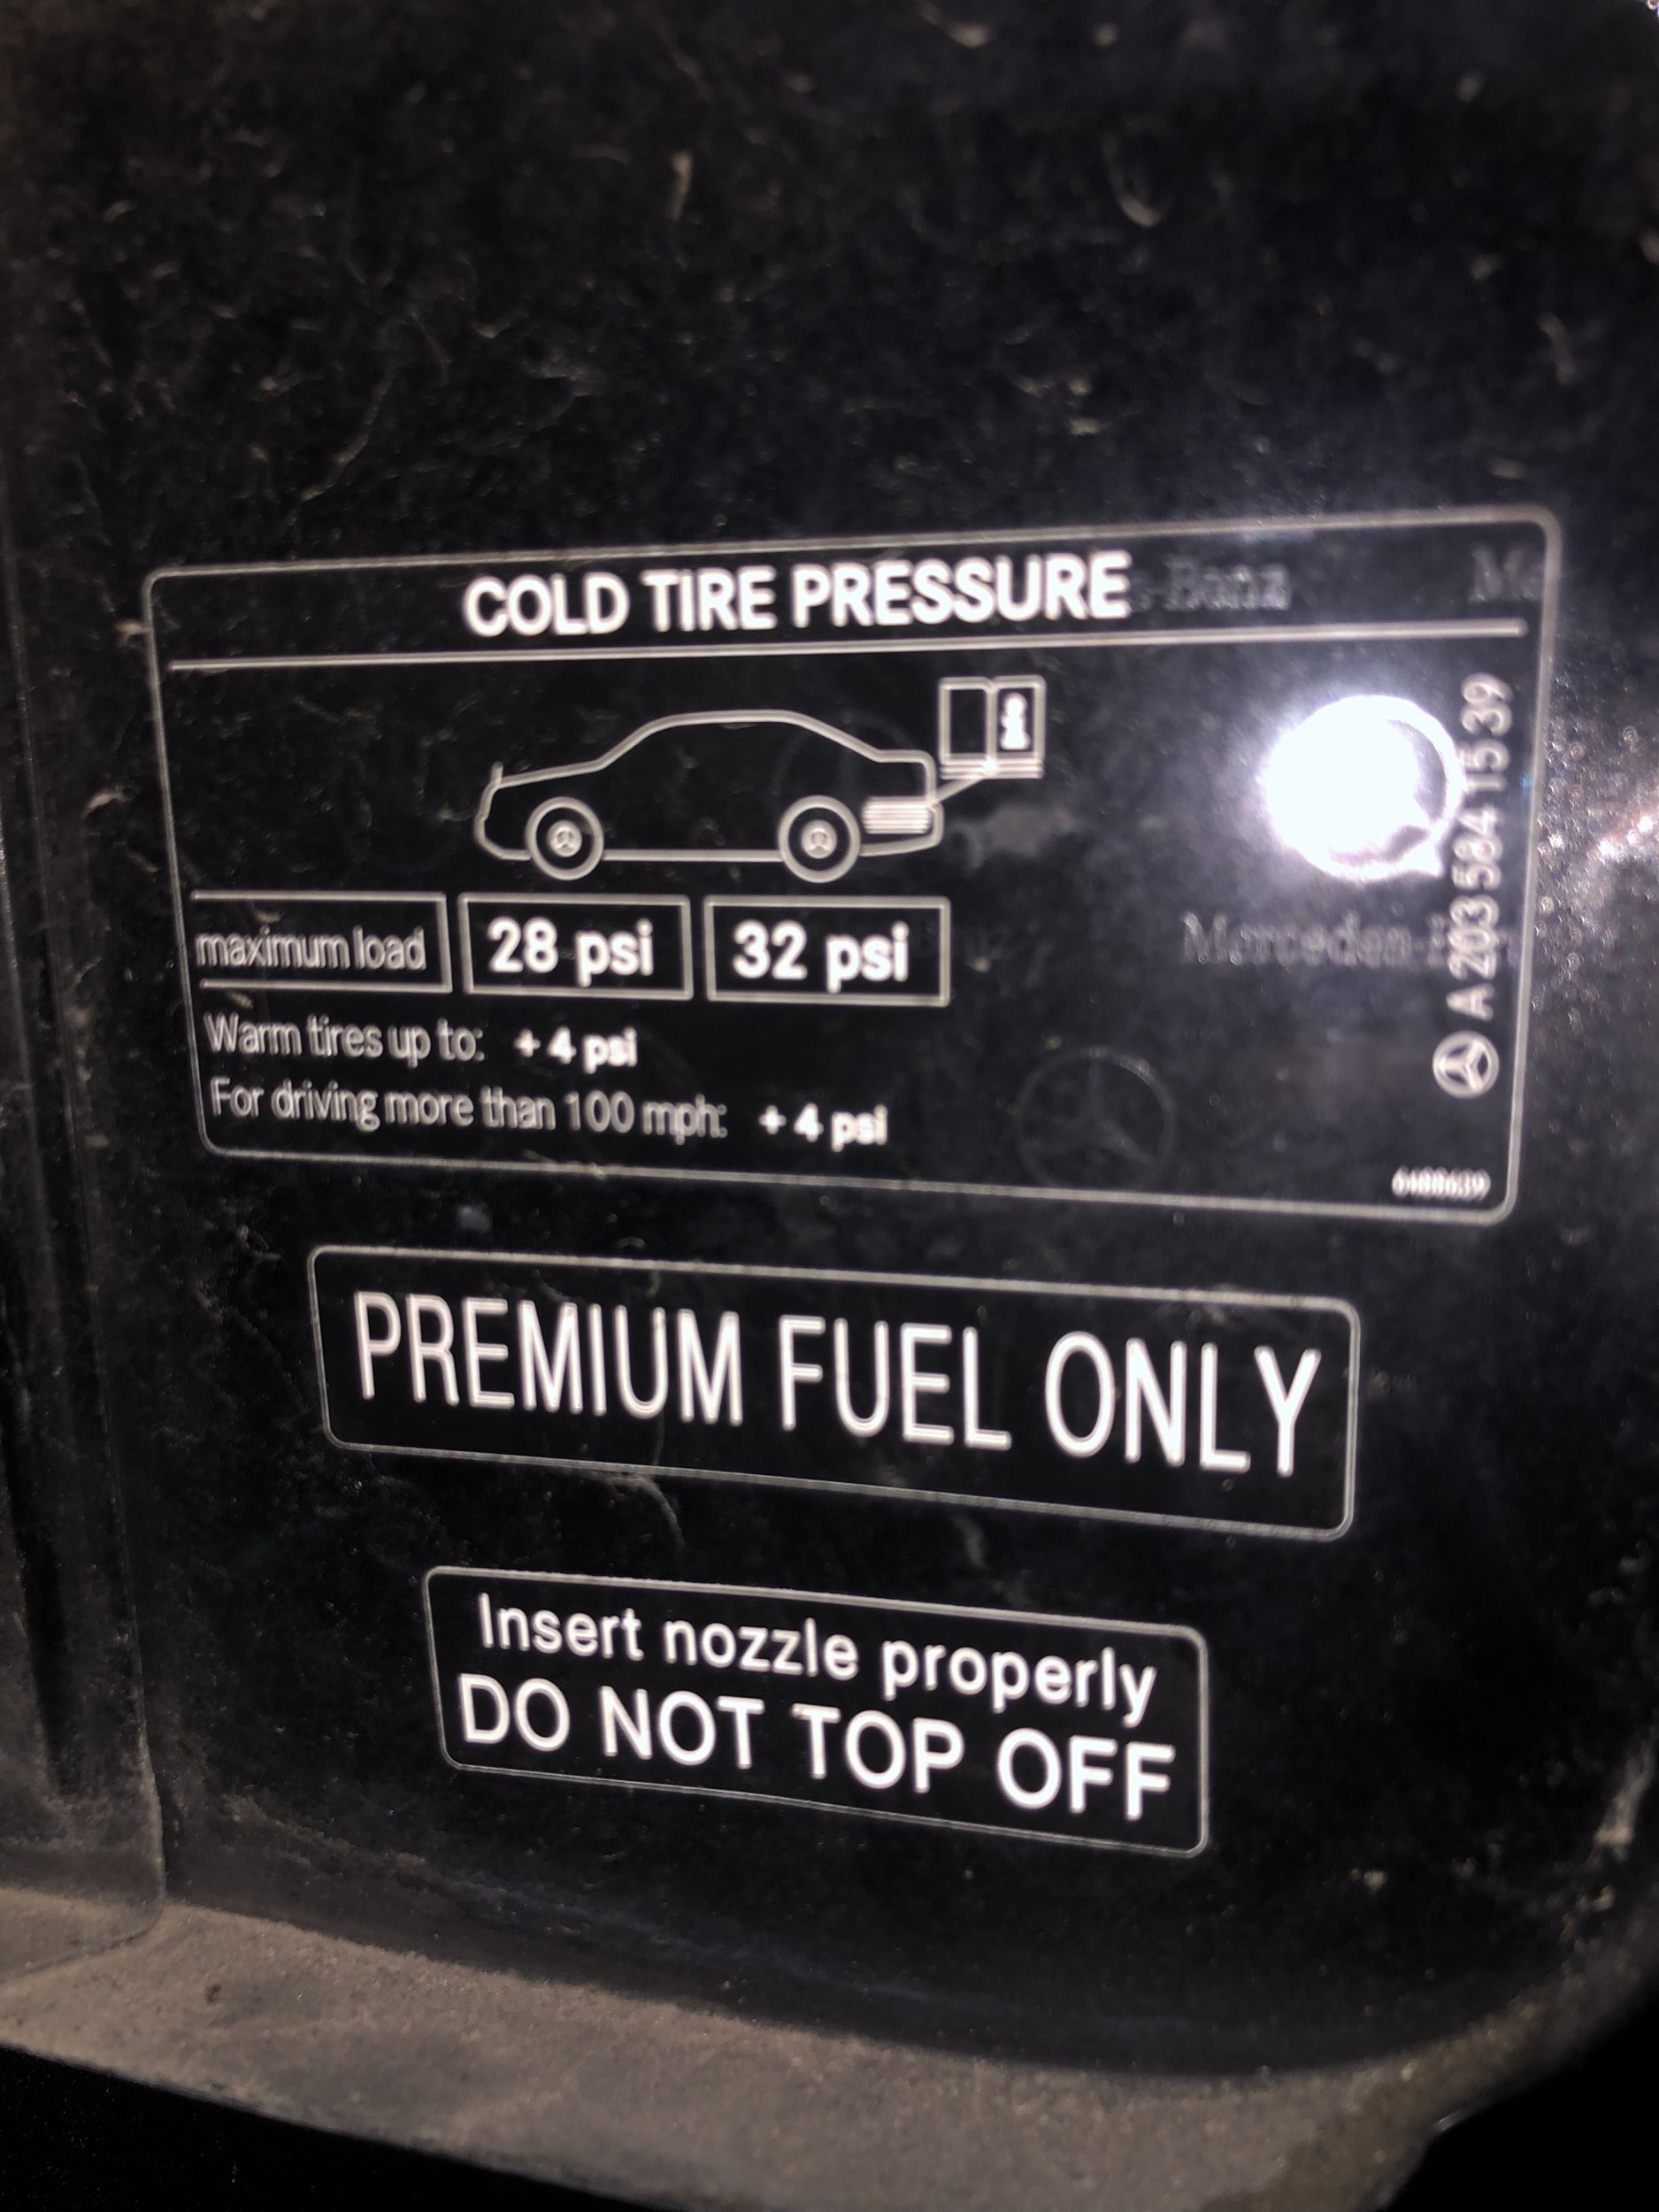 COLD TIRE PRESSURE
maximum load 28 psi 32 psi
Warm tires up to: + 4 psi
For driving more than 100 mph: + 4 psi
A 203 584 15 39
Mercedes-
PREMIUM FUEL ONLY
Insert nozzle properly
DO NOT TOP OFF